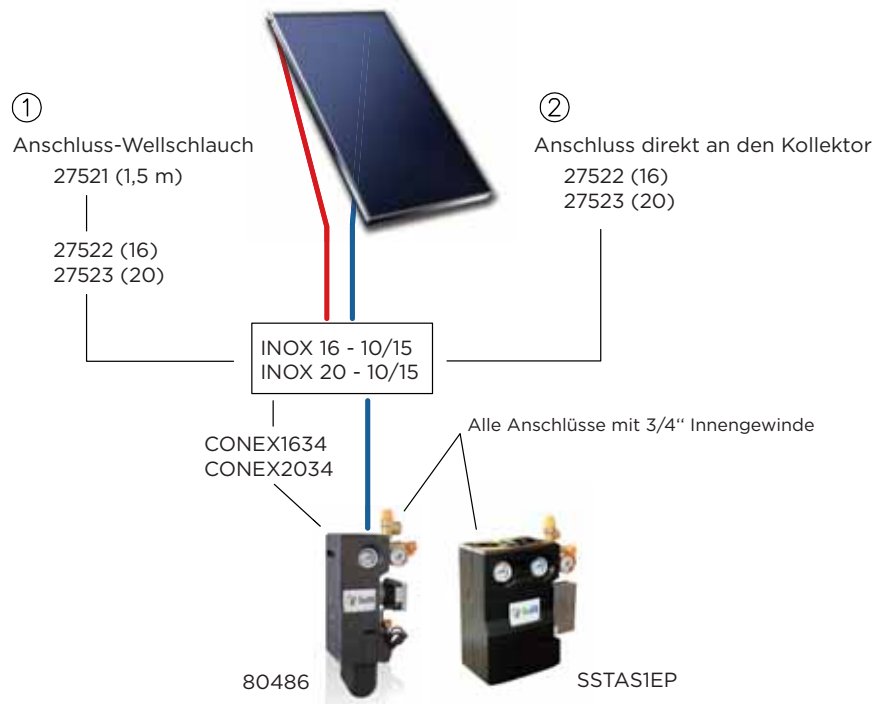 ①
Anschluss-Wellschlauch
27521 (1,5 m)
27522 (16)
27523 (20)
②
Anschluss direkt an den Kollektor
27522 (16)
27523 (20)
INOX 16 - 10/15
INOX 20 - 10/15
CONEX1634
CONEX2034
Alle Anschlüsse mit 3/4“ Innengewinde
80486
SSTAS1EP